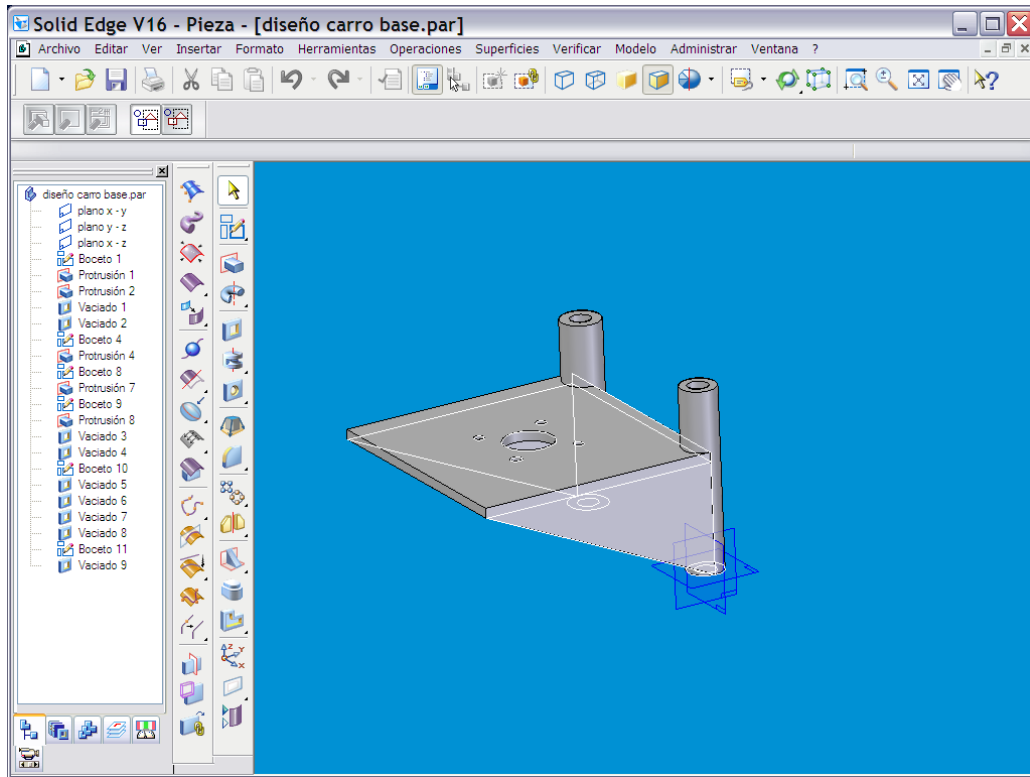 Solid Edge V16 - Pieza - [diseño carro base.par]
Archivo Editar Ver Insertar Formato Herramientas Operaciones Superficies Verificar Modelo Administrar Ventana ?
diseño carro base.par
plano x - y
plano y - z
plano x - z
Boceto 1
Protrusión 1
Protrusión 2
Vaciado 1
Vaciado 2
Boceto 4
Protrusión 4
Boceto 8
Protrusión 7
Boceto 9
Protrusión 8
Vaciado 3
Vaciado 4
Boceto 10
Vaciado 5
Vaciado 6
Vaciado 7
Vaciado 8
Boceto 11
Vaciado 9